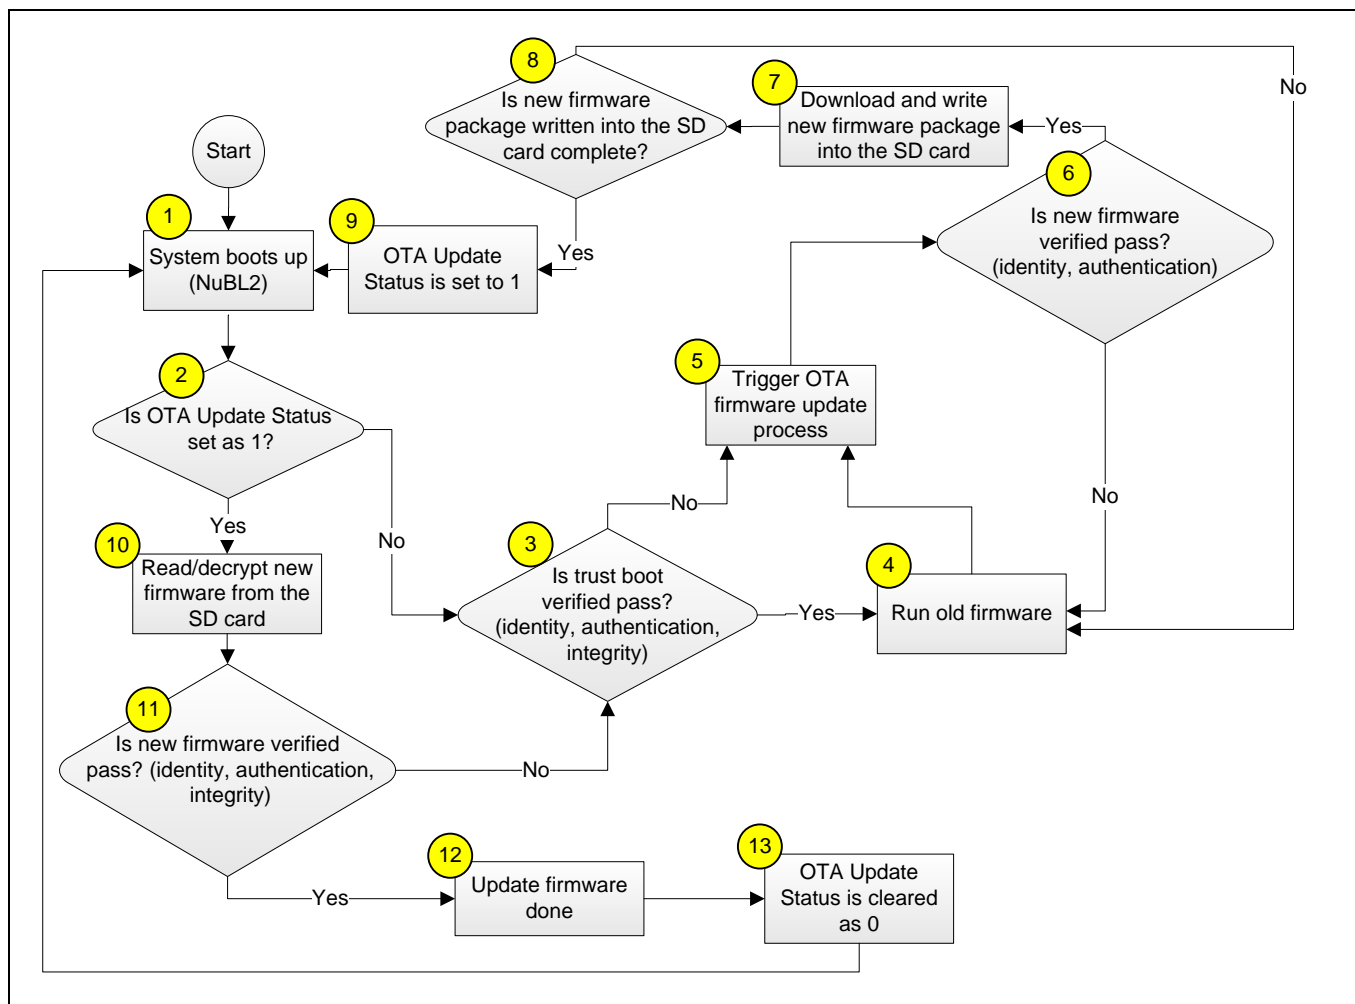 Start
1
System boots up
(NuBL2)
2
Is OTA Update Status
set as 1?
Yes
No
10
Read/decrypt new
firmware from the
SD card
11
Is new firmware verified
pass? (identity, authentication,
integrity)
No
Yes
12
Update firmware
done
13
OTA Update
Status is cleared
as 0
3
Is trust boot
verified pass?
(identity, authentication,
integrity)
No
Yes
4
Run old firmware
5
Trigger OTA
firmware update
process
6
Is new firmware
verified pass?
(identity, authentication)
Yes
No
7
Download and write
new firmware package
into the SD card
8
Is new firmware
package written into the SD
card complete?
No
Yes
9
OTA Update
Status is set to 1